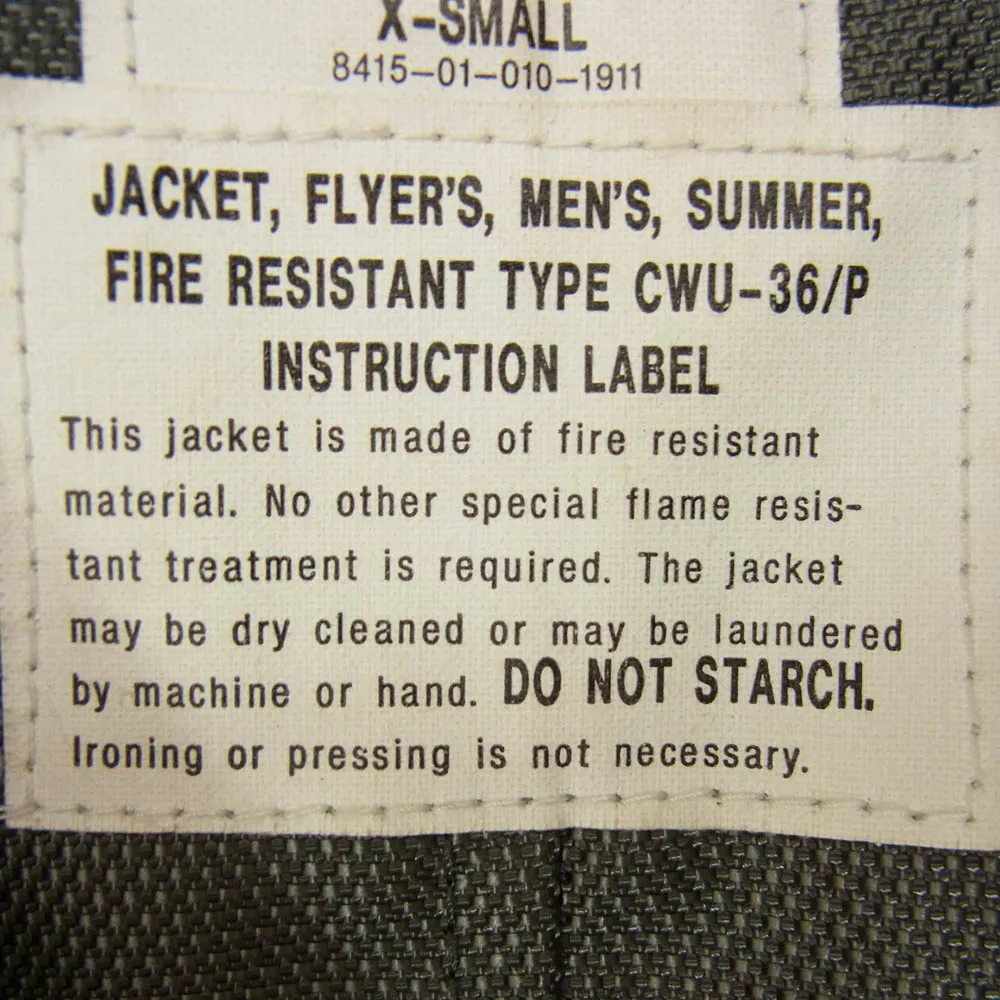 X-SMALL
8415-01-010-1911
JACKET, FLYER'S, MEN'S, SUMMER,
FIRE RESISTANT TYPE CWU-36/P
INSTRUCTION LABEL
This jacket is made of fire resistant
material. No other special flame resis-
tant treatment is required. The jacket
may be dry cleaned or may be laundered
by machine or hand. DO NOT STARCH.
Ironing or pressing is not necessary.